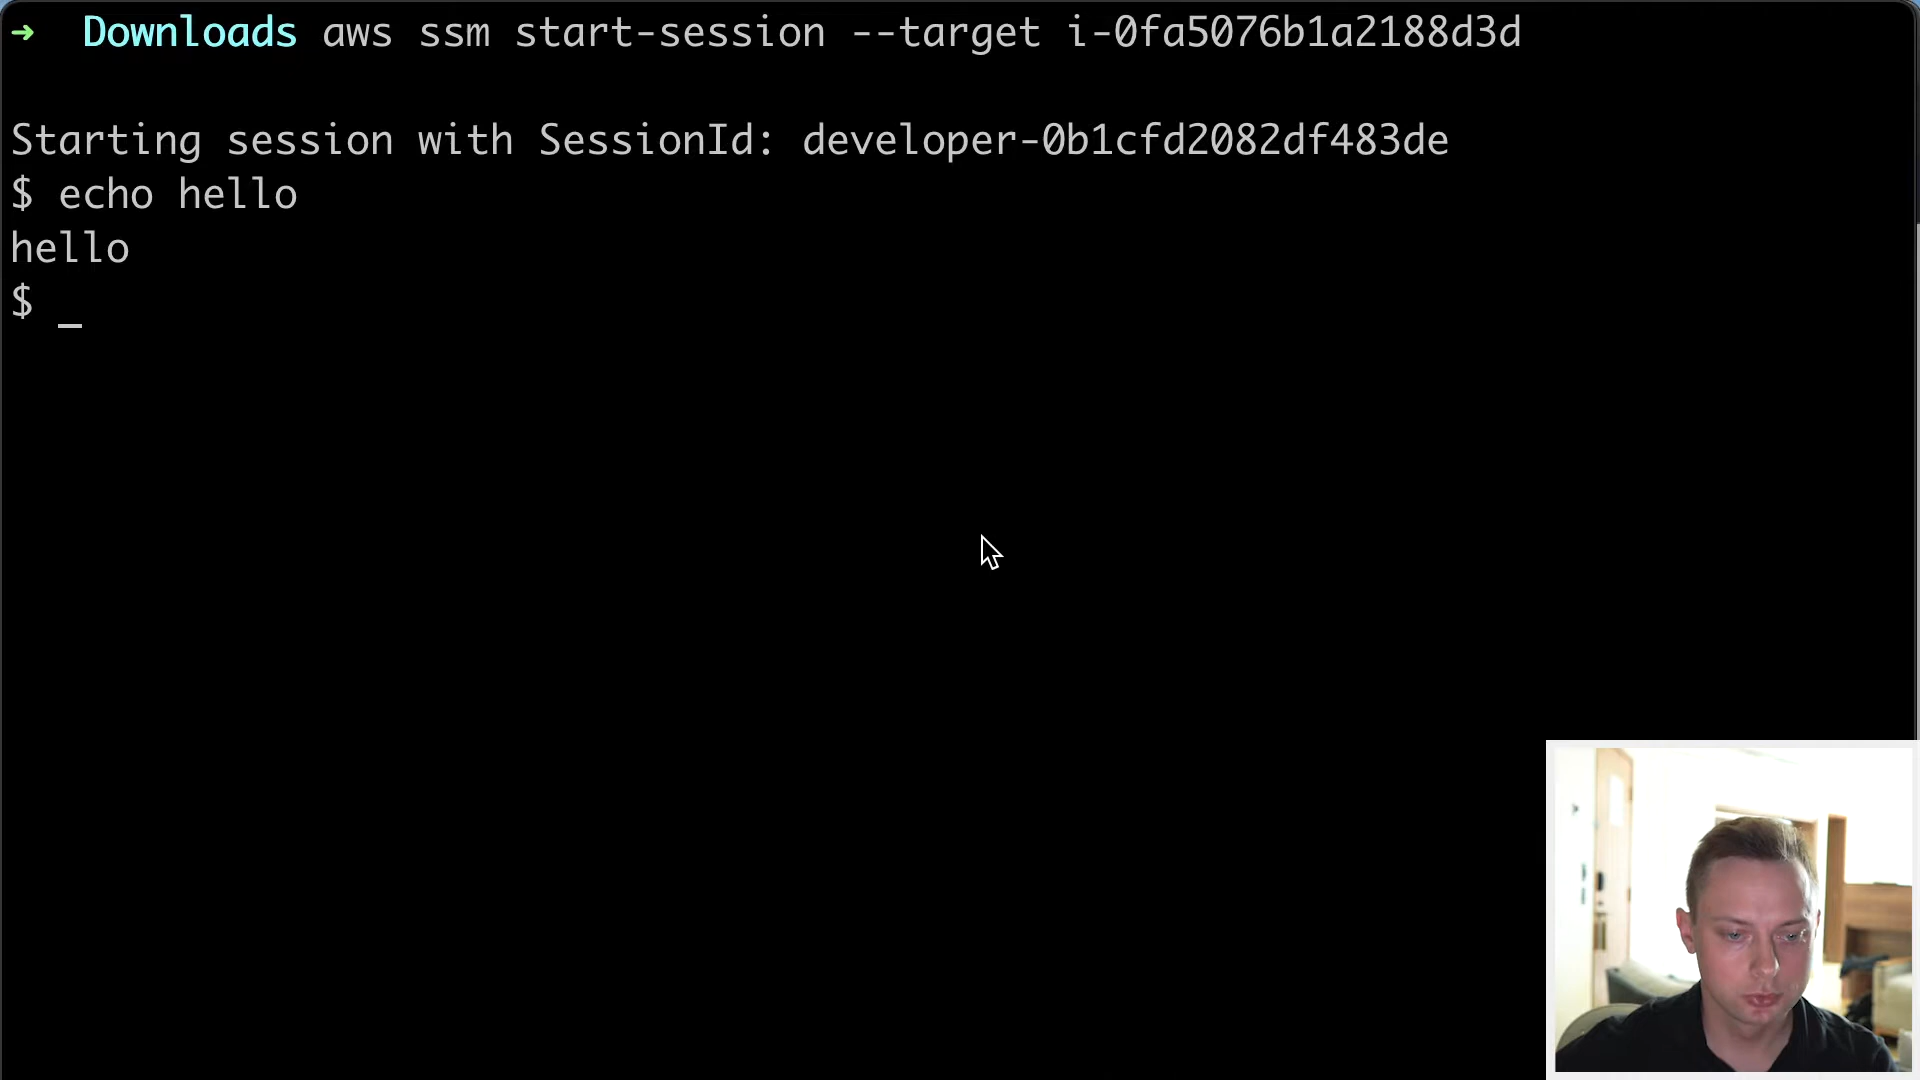 ➜ Downloads aws ssm start-session --target i-0fa5076b1a2188d3d
Starting session with SessionId: developer-0b1cfd2082df483de
$ echo hello
hello
$ _